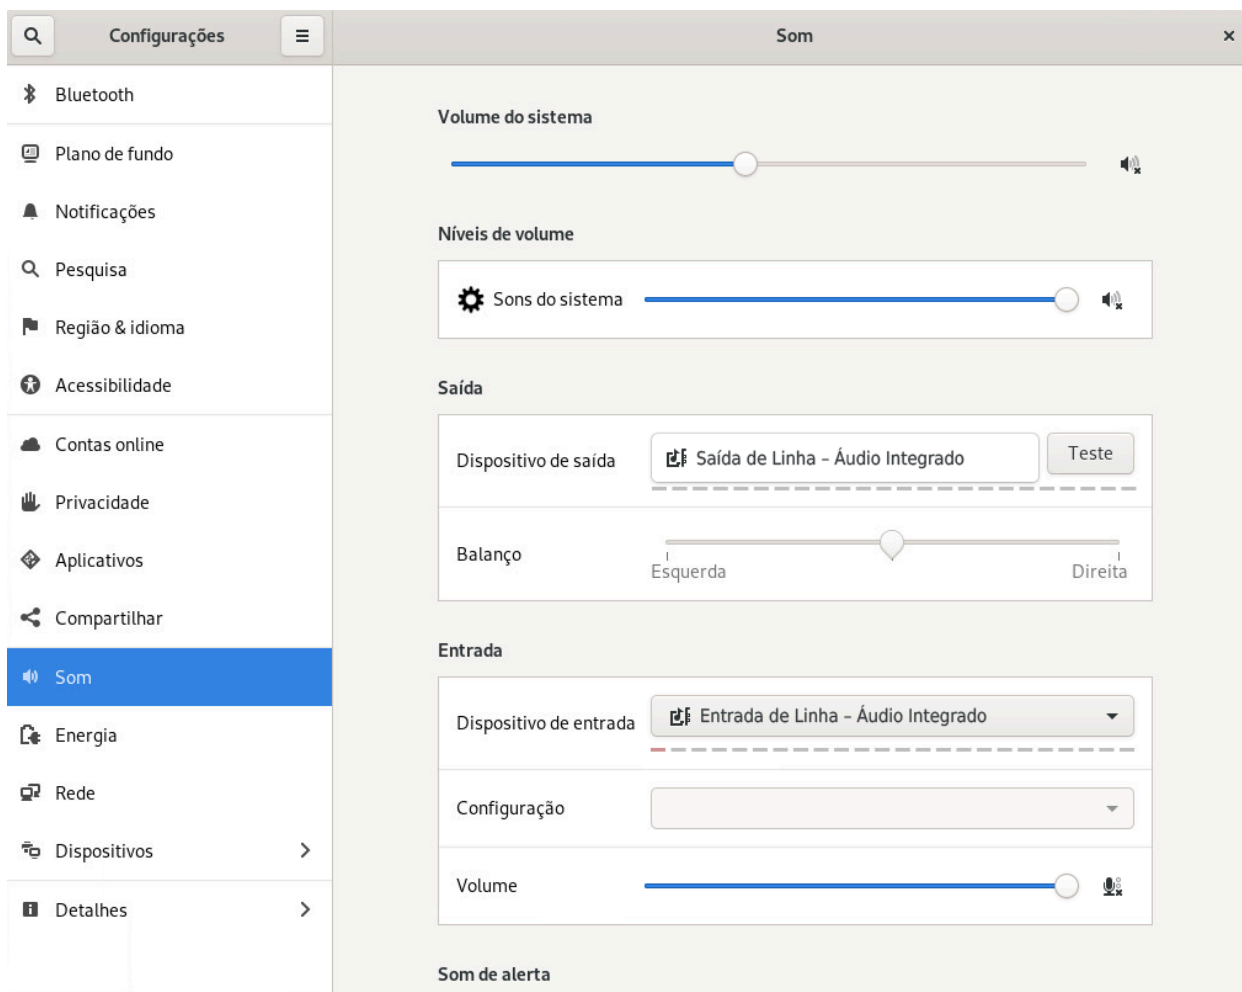 Configurações
Som
Bluetooth
Plano de fundo
Notificações
Pesquisa
Região & idioma
Acessibilidade
Contas online
Privacidade
Aplicativos
Compartilhar
Som
Energia
Rede
Dispositivos
Detalhes
Volume do sistema
Níveis de volume
Sons do sistema
Saída
Dispositivo de saída
Saída de Linha – Áudio Integrado
Teste
Balanço
Esquerda
Direita
Entrada
Dispositivo de entrada
Entrada de Linha – Áudio Integrado
Configuração
Volume
Som de alerta